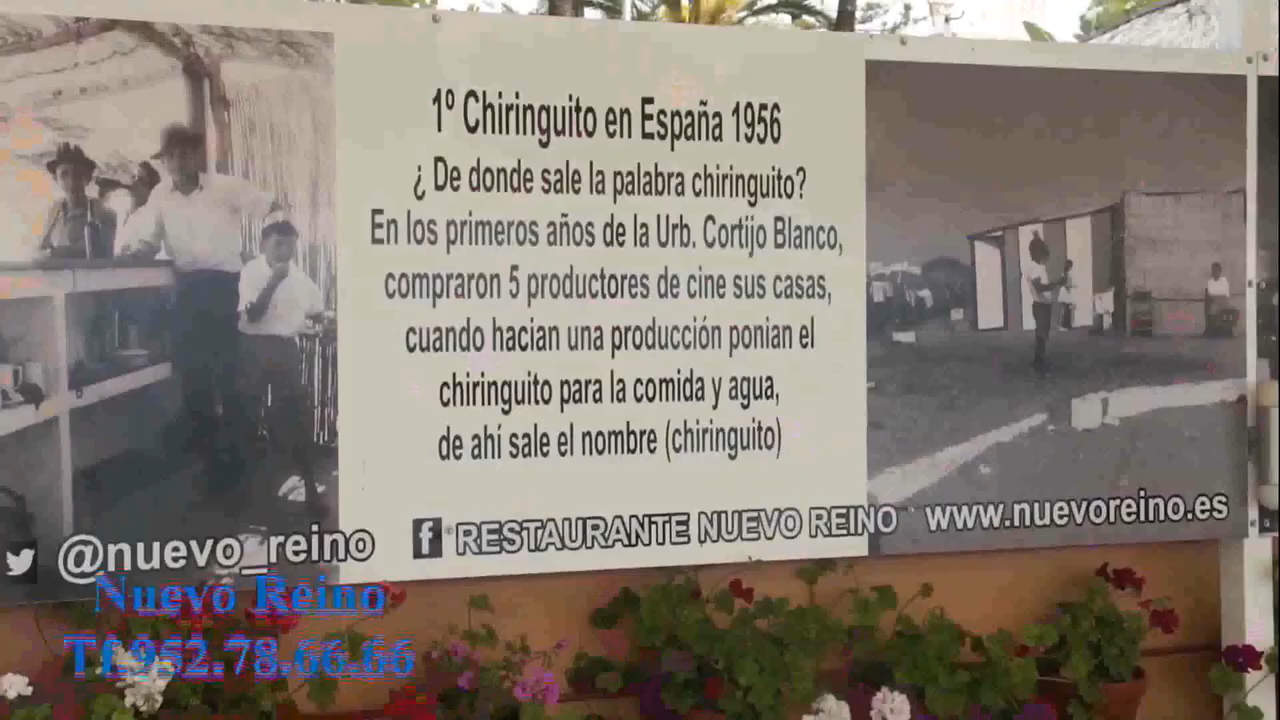 1º Chiringuito en España 1956
¿ De donde sale la palabra chiringuito?
En los primeros años de la Urb. Cortijo Blanco,
compraron 5 productores de cine sus casas,
cuando hacian una producción ponian el
chiringuito para la comida y agua,
de ahí sale el nombre (chiringuito)
@nuevo_reino
f RESTAURANTE NUEVO REINO
www.nuevoreino.es
Nuevo Reino
Tf.952.78.66.66